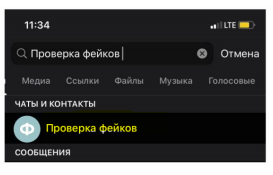 11:34 LTE
Проверка фейков Отмена
Медиа Ссылки Файлы Музыка Голосовые
ЧАТЫ И КОНТАКТЫ
Ф Проверка фейков
СООБЩЕНИЯ